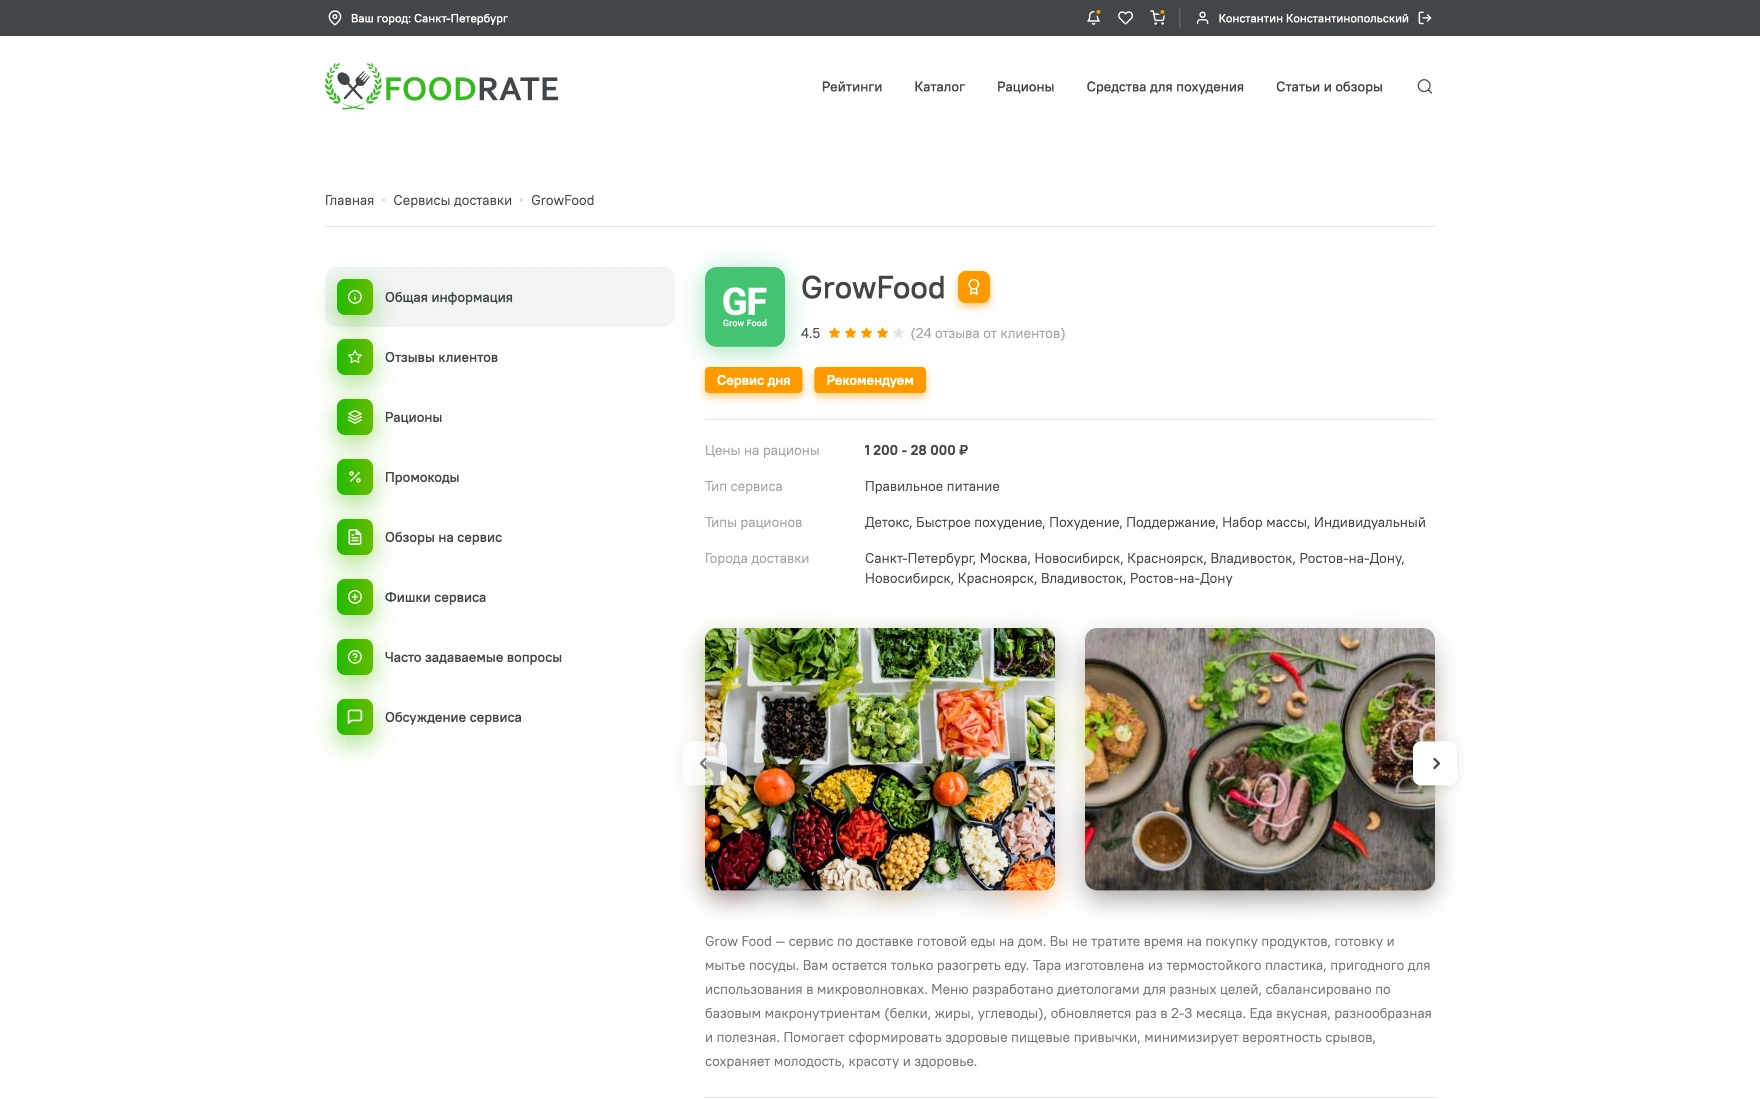 Ваш город: Санкт-Петербург
Константин Константинопольский
FOODRATE
Рейтинги
Каталог
Рационы
Средства для похудения
Статьи и обзоры
Главная • Сервисы доставки • GrowFood
Общая информация
Отзывы клиентов
Рационы
Промокоды
Обзоры на сервис
Фишки сервиса
Часто задаваемые вопросы
Обсуждение сервиса
GF
Grow Food
GrowFood
4.5 (24 отзыва от клиентов)
Сервис дня
Рекомендуем
Цены на рационы 1 200 - 28 000 ₽
Тип сервиса Правильное питание
Типы рационов Детокс, Быстрое похудение, Похудение, Поддержание, Набор массы, Индивидуальный
Города доставки Санкт-Петербург, Москва, Новосибирск, Красноярск, Владивосток, Ростов-на-Дону,
Новосибирск, Красноярск, Владивосток, Ростов-на-Дону
Grow Food — сервис по доставке готовой еды на дом. Вы не тратите время на покупку продуктов, готовку и
мытье посуды. Вам остается только разогреть еду. Тара изготовлена из термостойкого пластика, пригодного для
использования в микроволновках. Меню разработано диетологами для разных целей, сбалансировано по
базовым макронутриентам (белки, жиры, углеводы), обновляется раз в 2-3 месяца. Еда вкусная, разнообразная
и полезная. Помогает сформировать здоровые пищевые привычки, минимизирует вероятность срывов,
сохраняет молодость, красоту и здоровье.